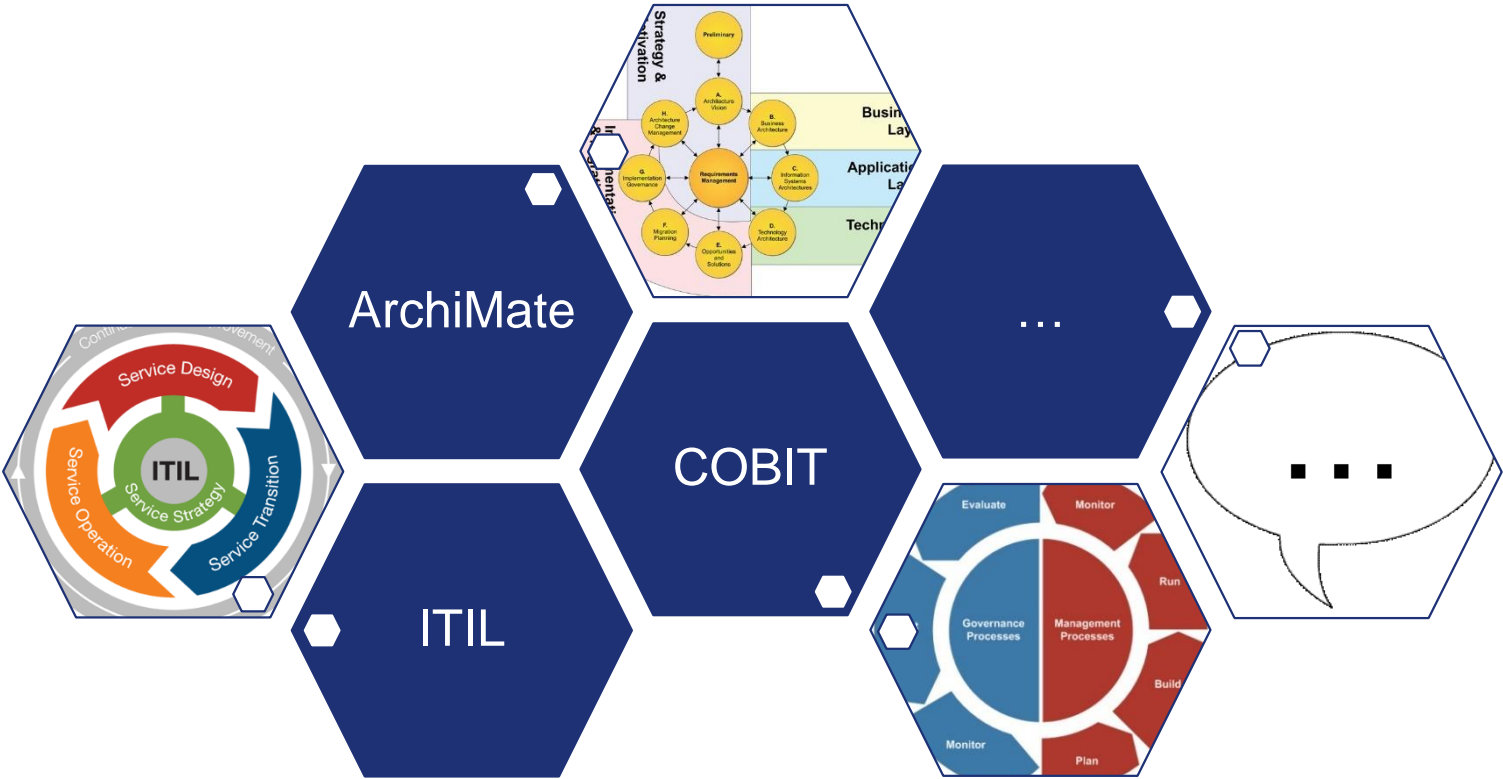 Strategy &
Preliminary
A.
Architecture
Vision
H.
Architecture
Change
Management
B.
Business
Architecture
G.
Implementation
Governance
Requirements
Management
C.
Information
Systems
Architectures
F.
Migration
Planning
D.
Technology
Architecture
E.
Opportunities
and
Solutions
ArchiMate
...
Service Design
ITIL
Service Strategy
Service Operation
Service Transition
COBIT
...
ITIL
Evaluate
Monitor
Run
Governance
Processes
Management
Processes
Build
Monitor
Plan